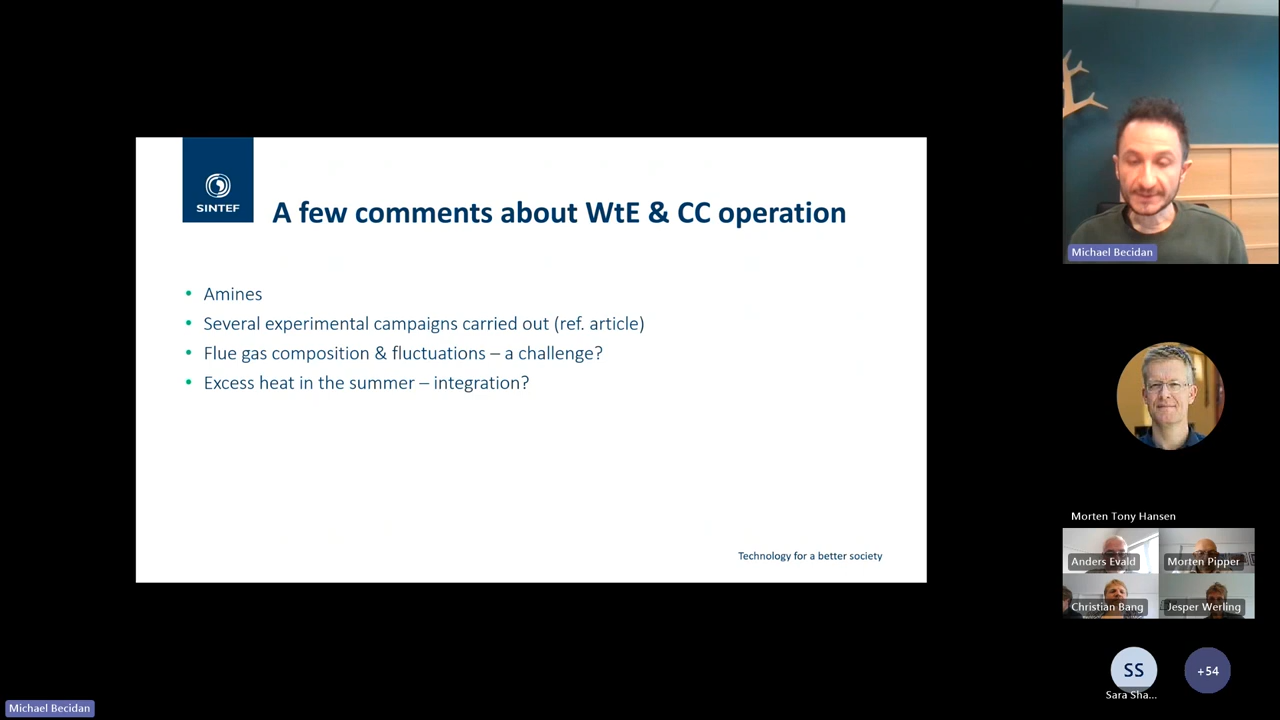 SINTEF
A few comments about WtE & CC operation
• Amines
• Several experimental campaigns carried out (ref. article)
• Flue gas composition & fluctuations – a challenge?
• Excess heat in the summer – integration?
Technology for a better society
Michael Becidan
Morten Tony Hansen
Anders Evald
Morten Pipper
Christian Bang
Jesper Werling
SS
+54
Sara Sha...
Michael Becidan